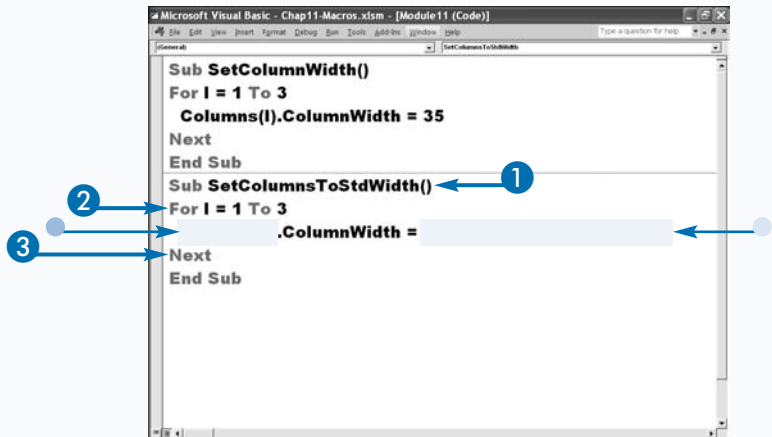 Microsoft Visual Basic - Chap11-Macros.xlsm - [Module11 (Code)]
File Edit View Insert Format Debug Run Tools Add-Ins Window Help Type a question for help
(General) SetColumnsToStdWidth
Sub SetColumnWidth()
For I = 1 To 3
Columns(I).ColumnWidth = 35
Next
End Sub
Sub SetColumnsToStdWidth() 1
2 For I = 1 To 3
.ColumnWidth =
3 Next
End Sub